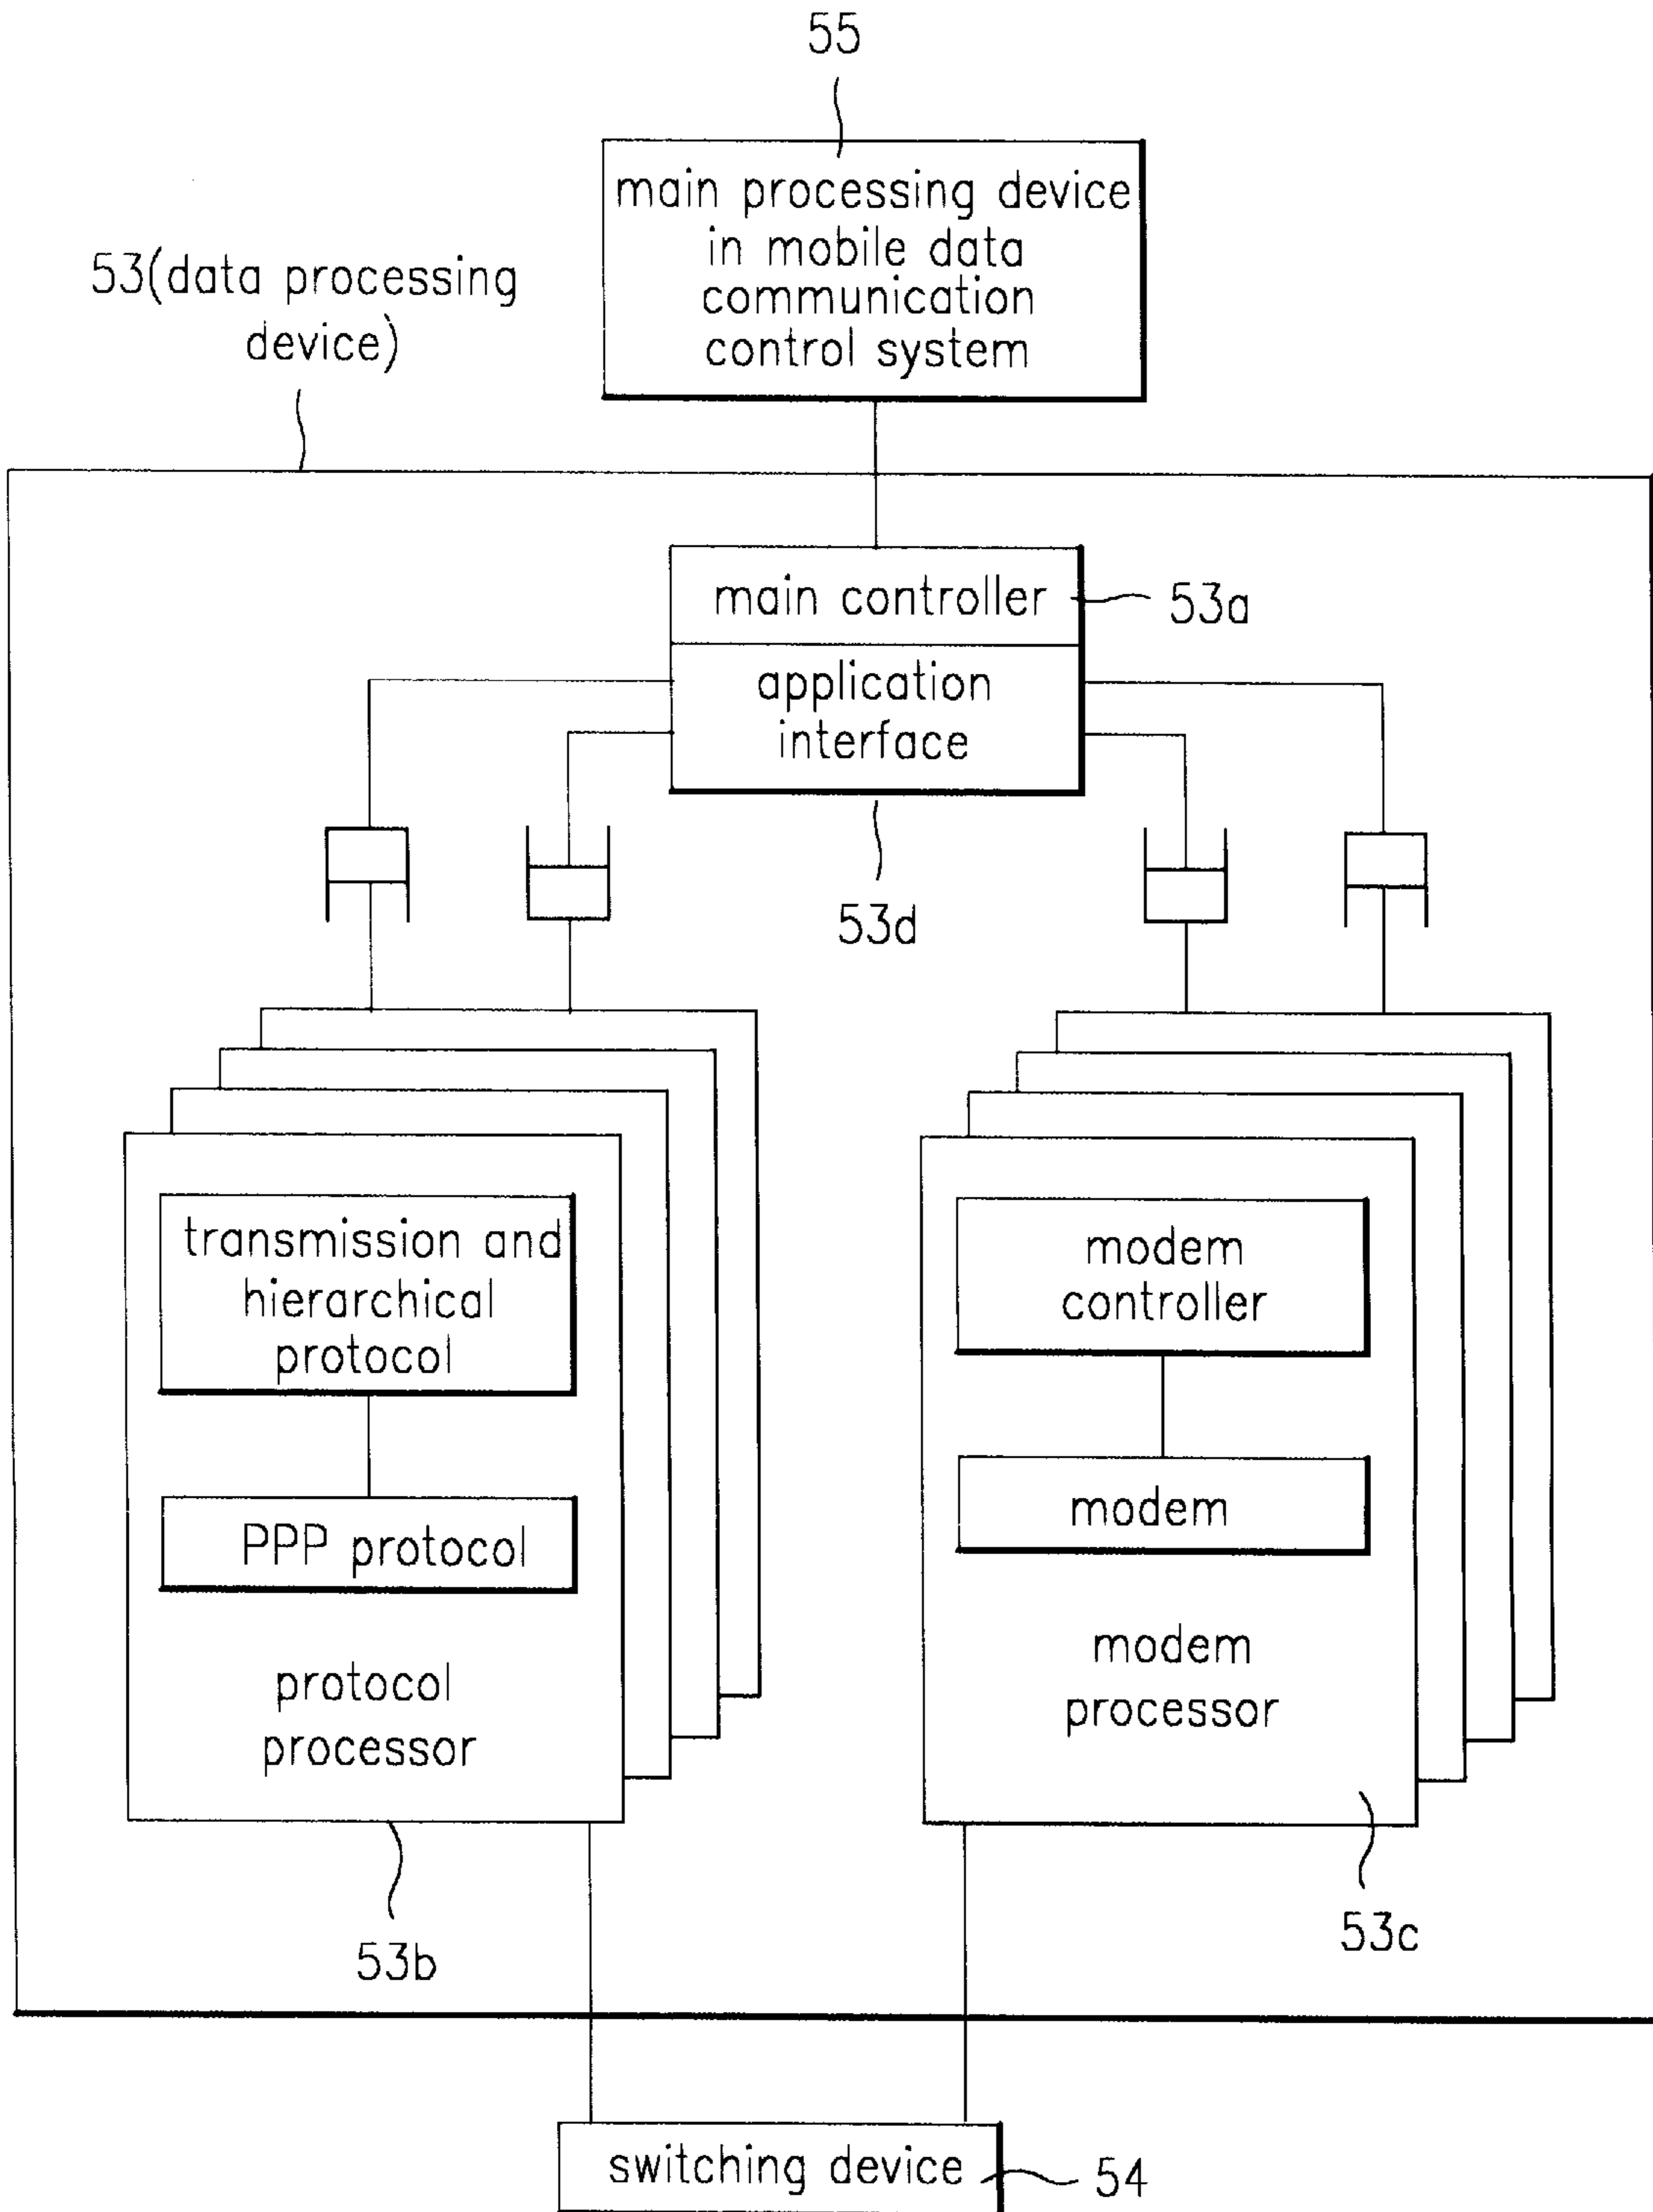 55
main processing device
in mobile data
communication
control system
53(data processing
device)
main controller
53a
application
interface
53d
transmission and
hierarchical
protocol
PPP protocol
protocol
processor
53b
modem
controller
modem
modem
processor
53c
switching device
54